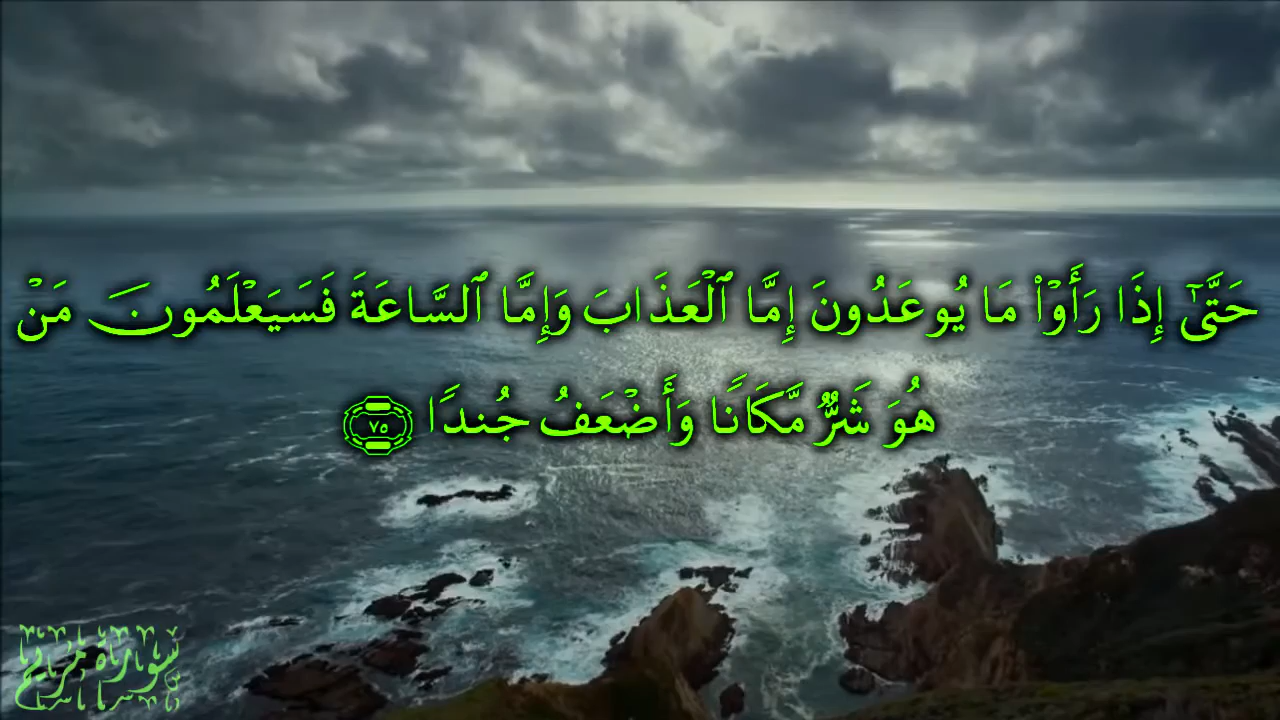 حَتَّىٰٓ إِذَا رَأَوْا۟ مَا يُوعَدُونَ إِمَّا ٱلْعَذَابَ وَإِمَّا ٱلسَّاعَةَ فَسَيَعْلَمُونَ مَنْ
هُوَ شَرٌّ مَّكَانًا وَأَضْعَفُ جُندًا ٧٥
سورة مريم